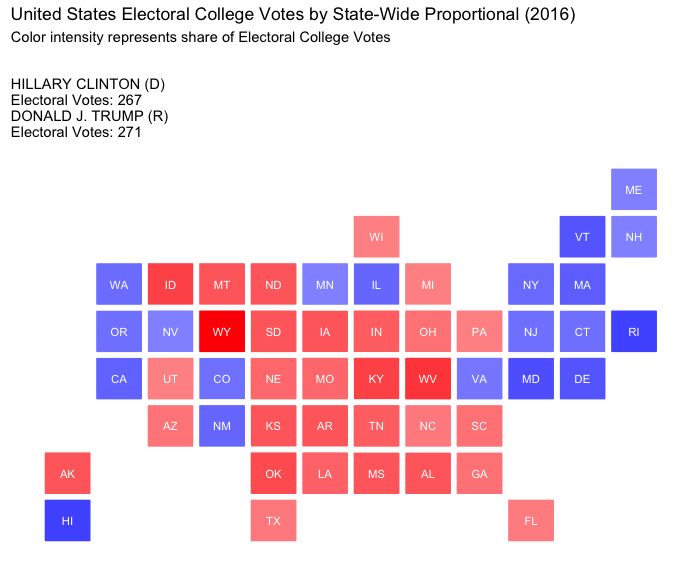 United States Electoral College Votes by State-Wide Proportional (2016)
Color intensity represents share of Electoral College Votes
HILLARY CLINTON (D)
Electoral Votes: 267
DONALD J. TRUMP (R)
Electoral Votes: 271
ME
WI VT NH
WA ID MT ND MN IL MI NY MA
OR NV WY SD IA IN OH PA NJ CT RI
CA UT CO NE MO KY WV VA MD DE
AZ NM KS AR TN NC SC
AK OK LA MS AL GA
HI TX FL